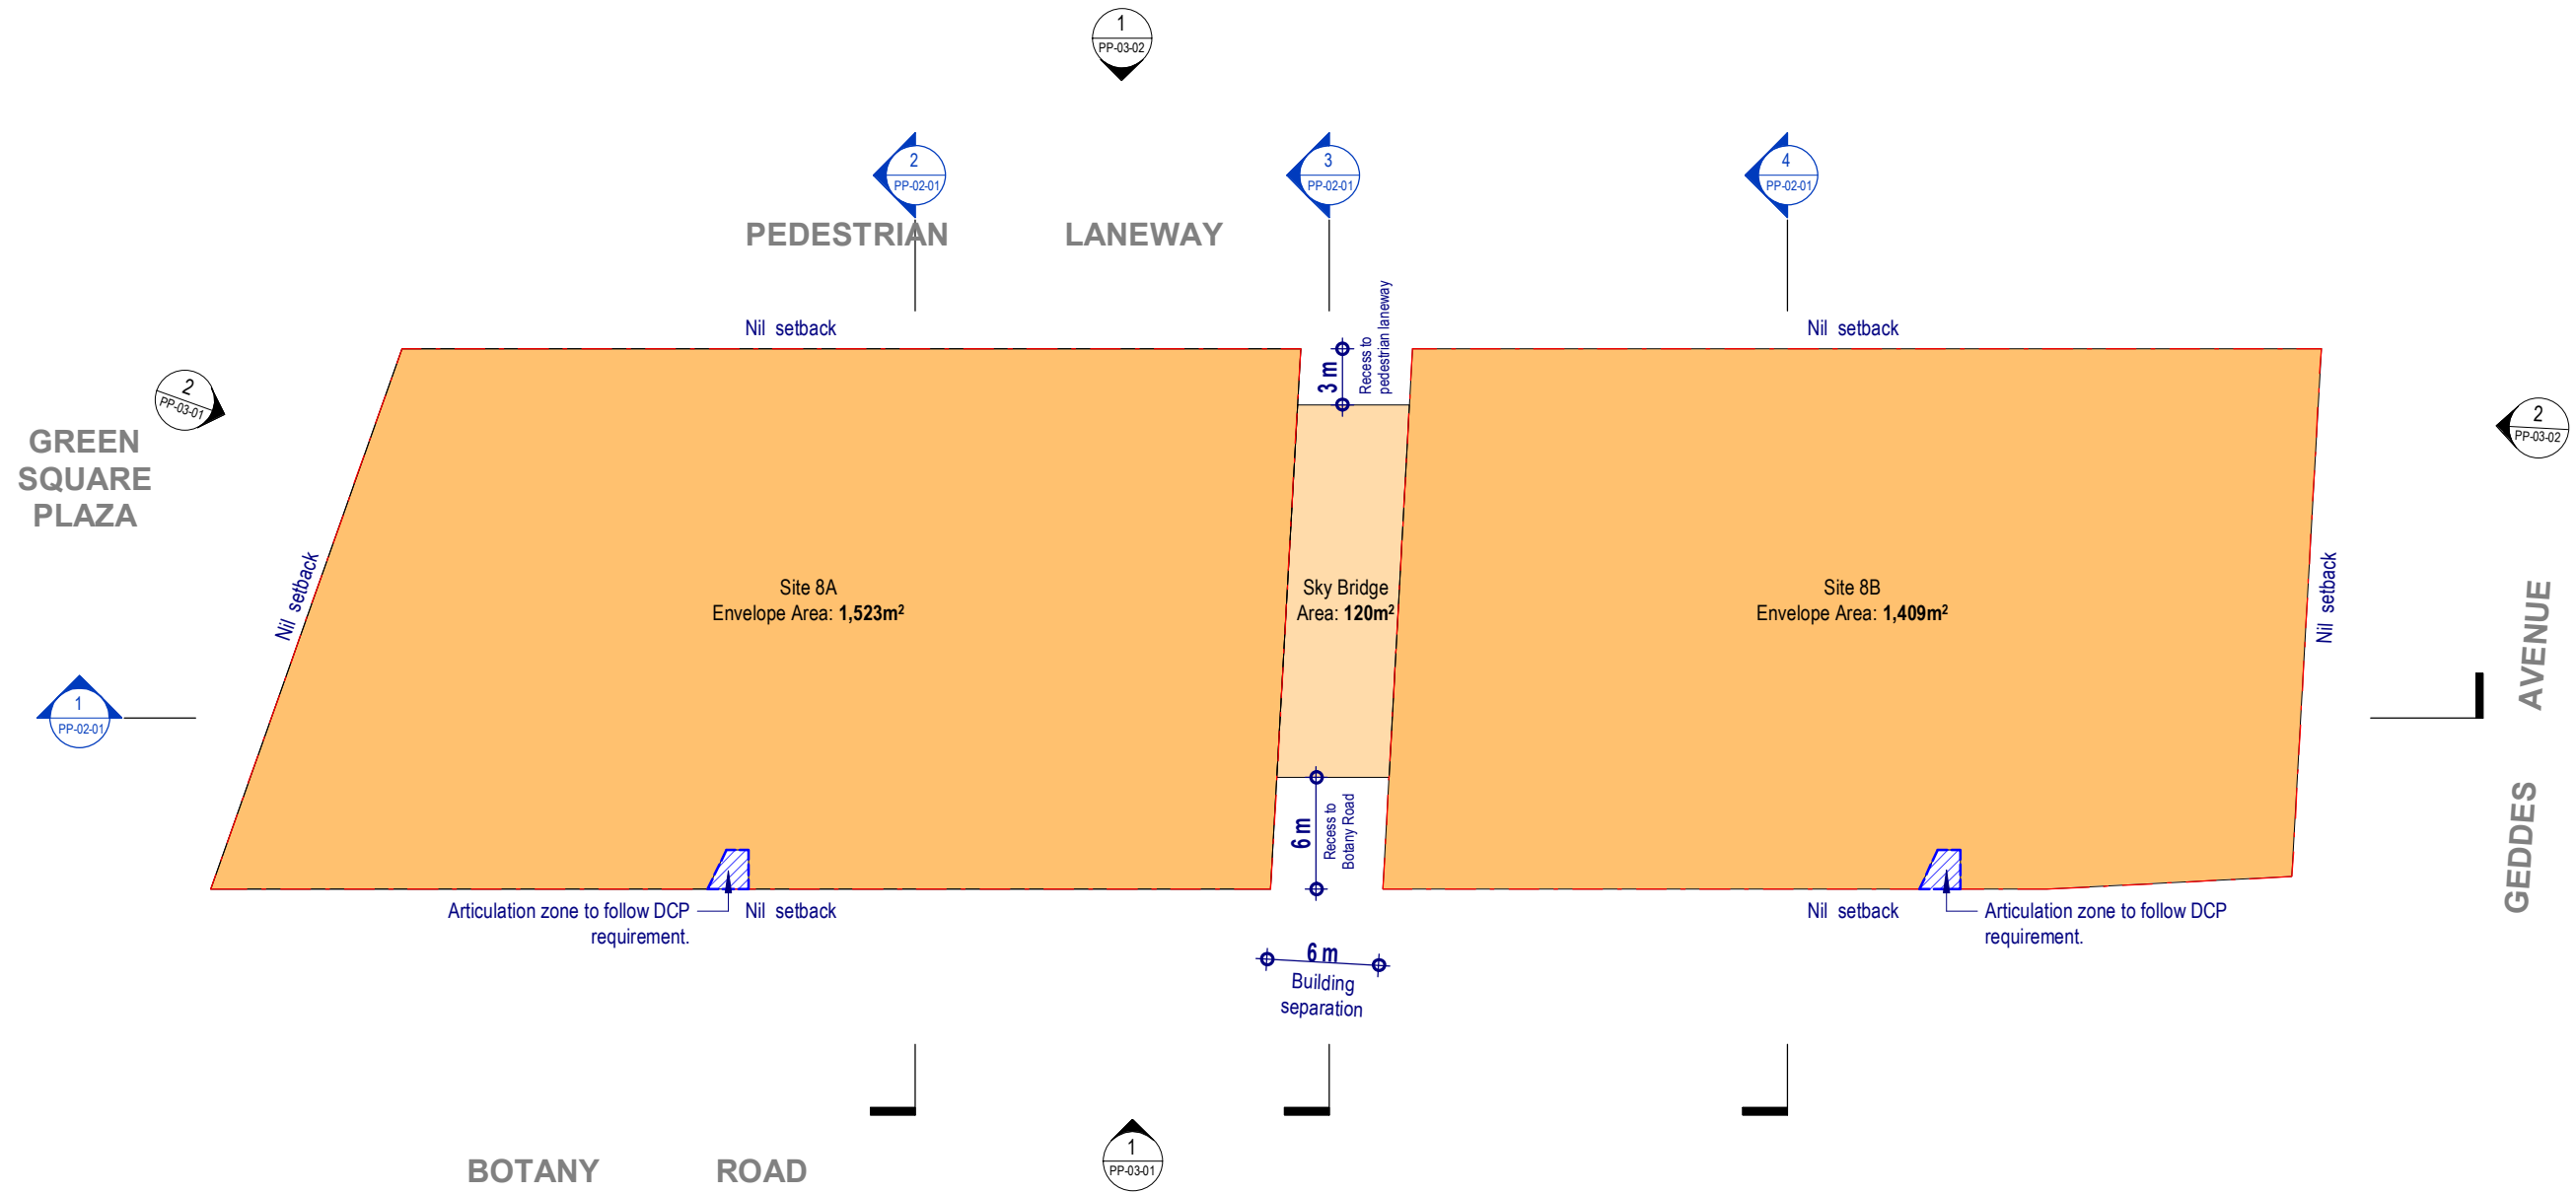 1
PP-03-02
2
PP-02-01
3
PP-02-01
4
PP-02-01
PEDESTRIAN LANEWAY
Nil setback
Nil setback
3 m
Recess to
pedestrian laneway
2
PP-03-01
2
PP-03-02
GREEN
SQUARE
PLAZA
Nil setback
Site 8A
Envelope Area: 1,523m²
Sky Bridge
Area: 120m²
Site 8B
Envelope Area: 1,409m²
Nil setback
GEDDES AVENUE
1
PP-02-01
6 m
Recess to
Botany Road
Articulation zone to follow DCP
requirement.
Nil setback
Nil setback
Articulation zone to follow DCP
requirement.
6 m
Building
separation
1
PP-03-01
BOTANY ROAD